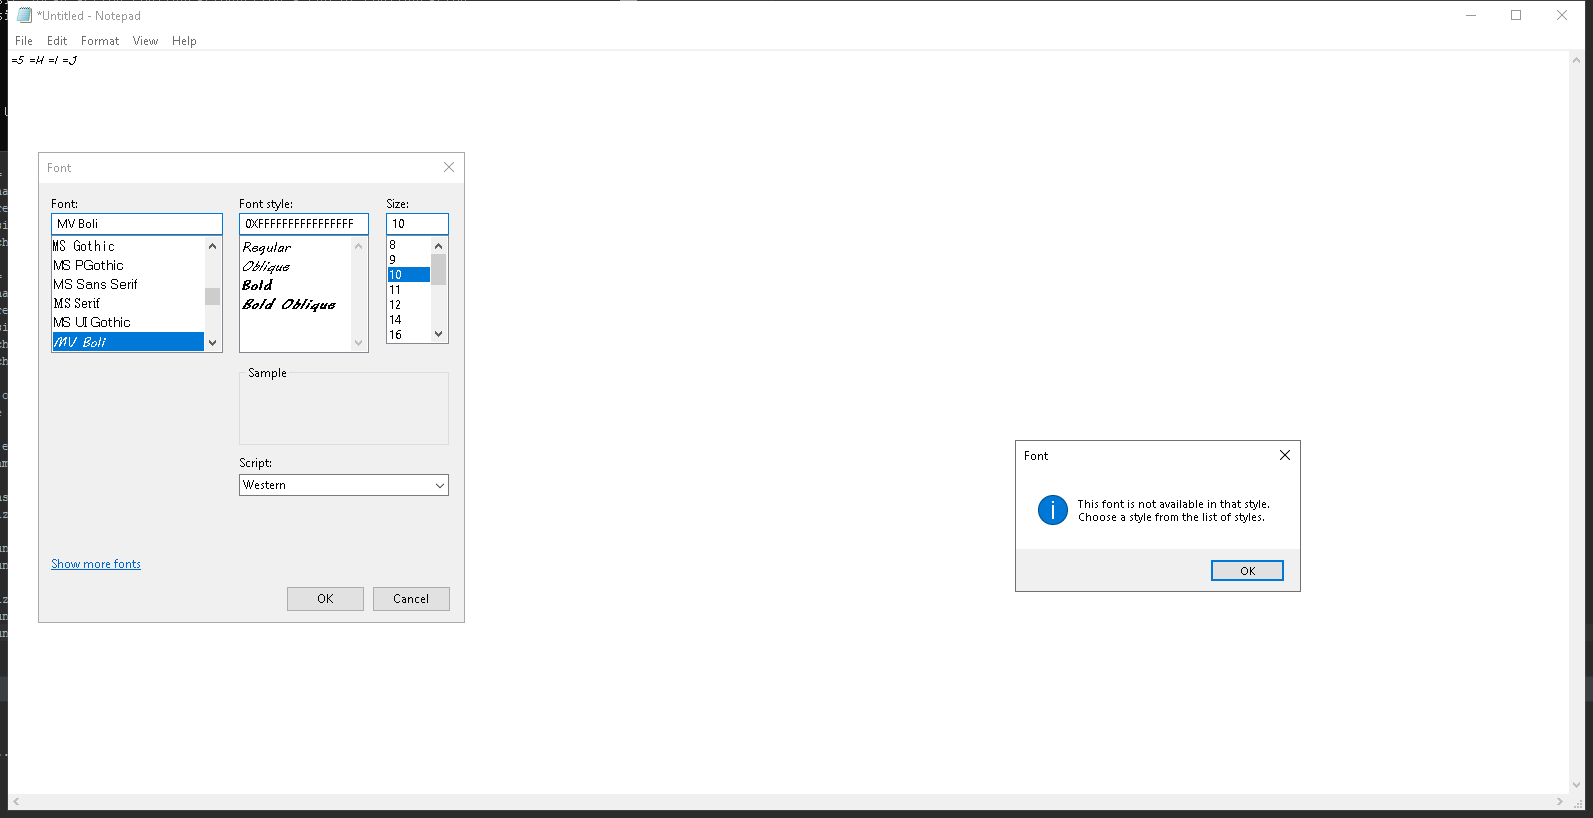 *Untitled - Notepad
File Edit Format View Help
=5 =U =I =J
Font
Font: Font style: Size:
MV Boli 0XFFFFFFFFFFFFFFFF 10
MS Gothic
MS PGothic
MS Sans Serif
MS Serif
MS UI Gothic
MV Boli
Regular
Oblique
Bold
Bold Oblique
8
9
10
11
12
14
16
Sample
Script:
Western
Show more fonts
OK Cancel
Font
This font is not available in that style.
Choose a style from the list of styles.
OK